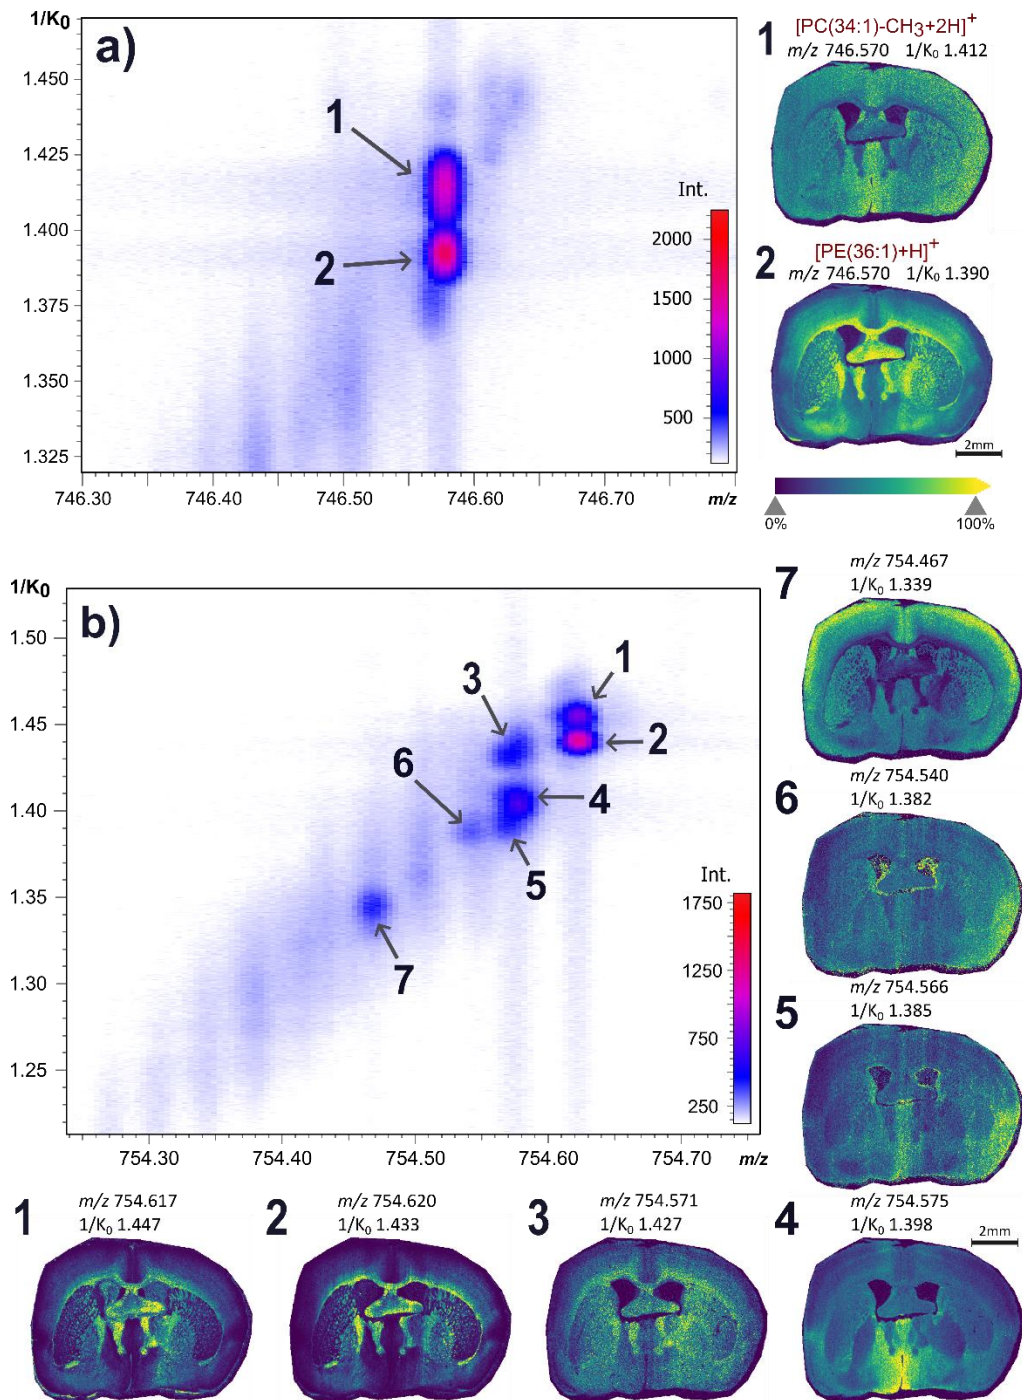 1/K0
a)
1
2
1.450
1.425
1.400
1.375
1.350
1.320
Int.
2000
1500
1000
500
746.30
746.40
746.50
746.60
746.70
m/z
1
[PC(34:1)-CH3+2H]+
m/z 746.570 1/K0 1.412
2
[PE(36:1)+H]+
m/z 746.570 1/K0 1.390
2mm
0%
100%
1/K0
b)
1
2
3
4
5
6
7
1.50
1.45
1.40
1.35
1.30
1.25
Int.
1750
1250
750
250
754.30
754.40
754.50
754.60
754.70
m/z
7
m/z 754.467
1/K0 1.339
6
m/z 754.540
1/K0 1.382
5
m/z 754.566
1/K0 1.385
1
m/z 754.617
1/K0 1.447
2
m/z 754.620
1/K0 1.433
3
m/z 754.571
1/K0 1.427
4
m/z 754.575
1/K0 1.398
2mm